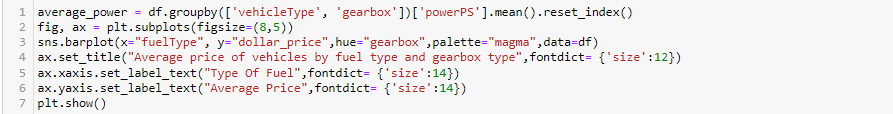 1 average_power = df.groupby(['vehicleType', 'gearbox'])['powerPS'].mean().reset_index()
2 fig, ax = plt.subplots(figsize=(8,5))
3 sns.barplot(x="fuelType", y="dollar_price",hue="gearbox",palette="magma",data=df)
4 ax.set_title("Average price of vehicles by fuel type and gearbox type",fontdict= {'size':12})
5 ax.xaxis.set_label_text("Type Of Fuel",fontdict= {'size':14})
6 ax.yaxis.set_label_text("Average Price",fontdict= {'size':14})
7 plt.show()